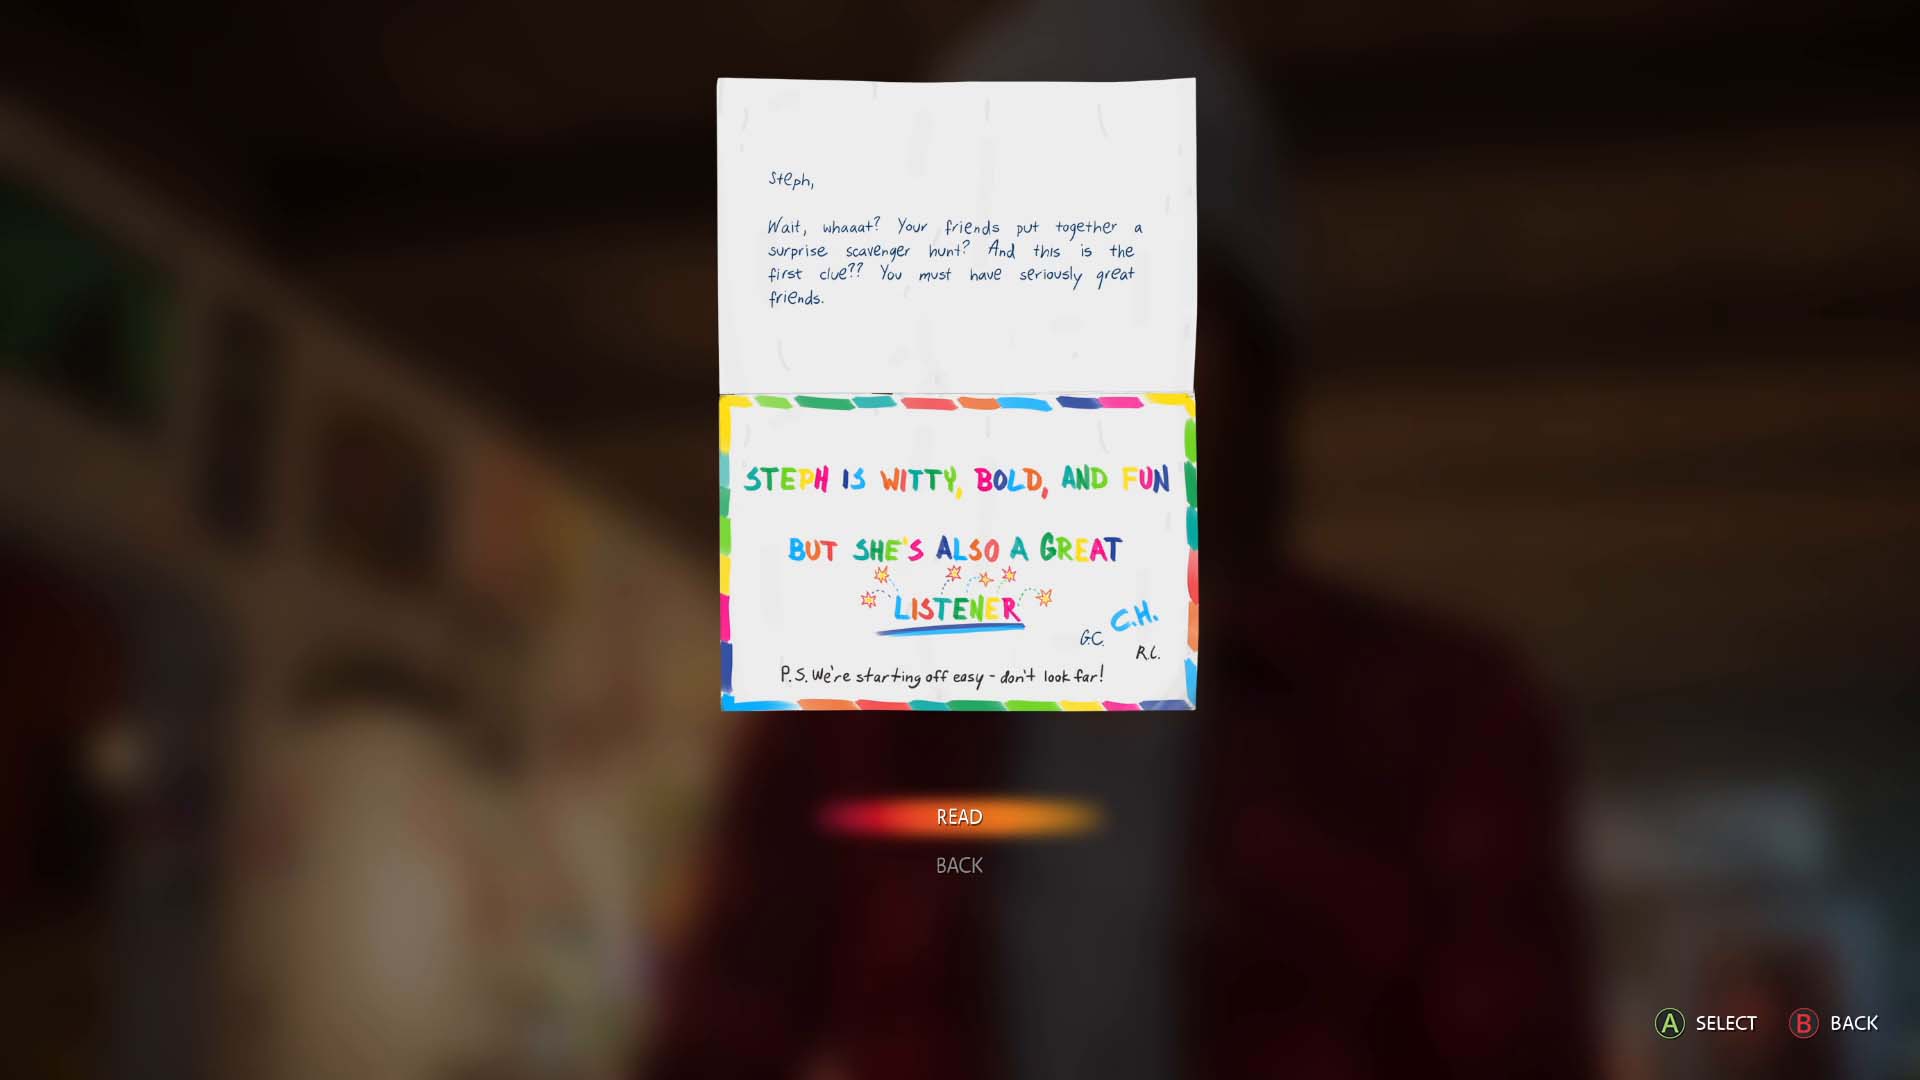 Steph,
Wait, whaaat? Your friends put together a
surprise scavenger hunt? And this is the
first clue?? You must have seriously great
friends.
STEPH IS WITTY, BOLD, AND FUN
BUT SHE'S ALSO A GREAT
LISTENER
C.H.
G.C.
R.L.
P.S. We're starting off easy - don't look far!
READ
BACK
A SELECT B BACK